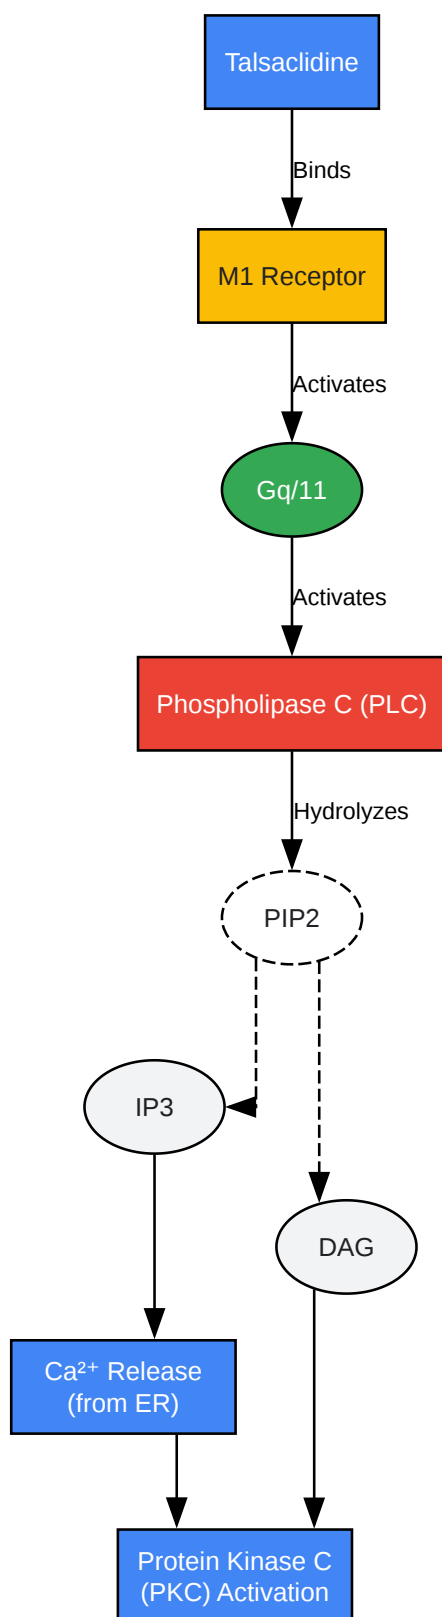 Talsaclidine
Binds
M1 Receptor
Activates
Gq/11
Activates
Phospholipase C (PLC)
Hydrolyzes
PIP2
IP3
DAG
Ca²⁺ Release
(from ER)
Protein Kinase C
(PKC) Activation